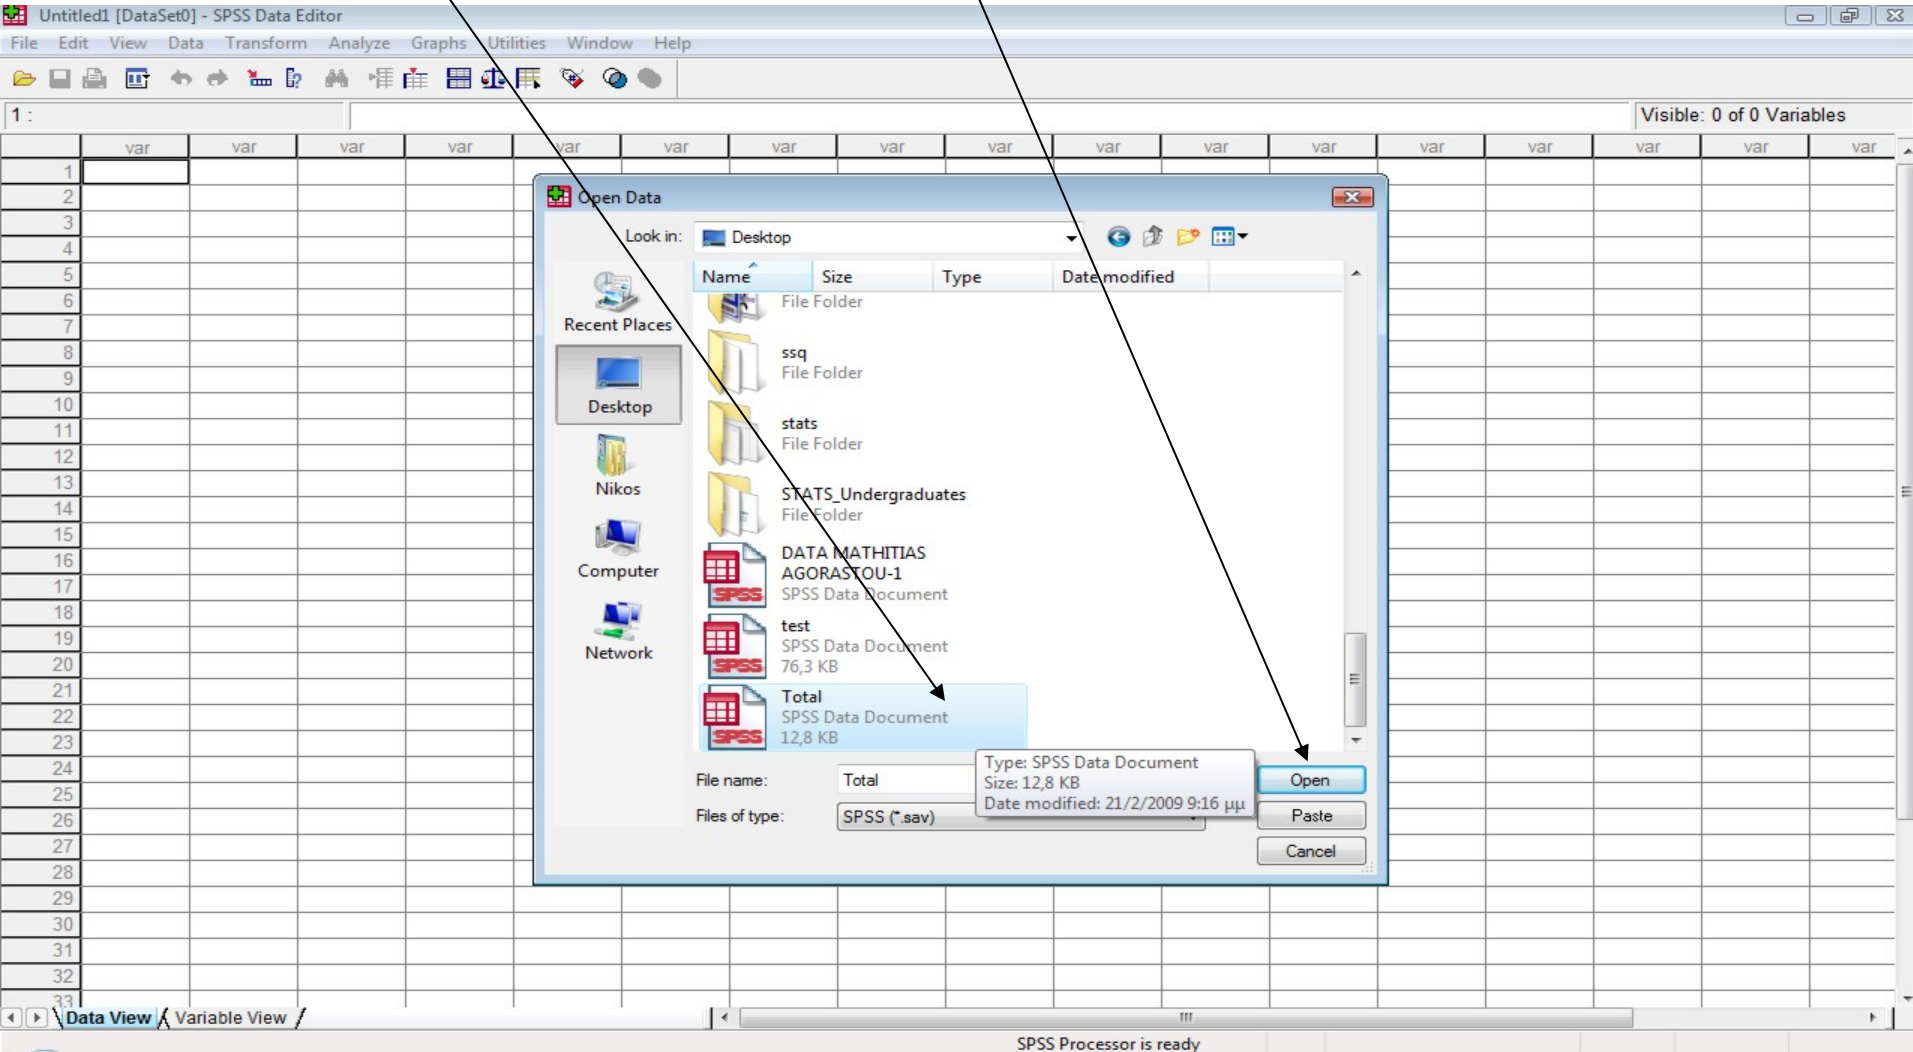 Untitled1 [DataSet0] - SPSS Data Editor
File Edit View Data Transform Analyze Graphs Utilities Window Help
1 :
Visible: 0 of 0 Variables
var var var var var var var var var var var var var var var var var
1
2
3
4
5
6
7
8
9
10
11
12
13
14
15
16
17
18
19
20
21
22
23
24
25
26
27
28
29
30
31
32
33
Open Data
Look in: Desktop
Name Size Type Date modified
Recent Places
Desktop
Nikos
Computer
Network
File Folder
ssq
File Folder
stats
File Folder
STATS_Undergraduates
File Folder
DATA MATHITIAS
AGORASTOU-1
SPSS Data Document
SPSS
test
SPSS Data Document
76,3 KB
SPSS
Total
SPSS Data Document
12,8 KB
SPSS
File name: Total
Files of type: SPSS (*.sav)
Type: SPSS Data Document
Size: 12,8 KB
Date modified: 21/2/2009 9:16 μμ
Open
Paste
Cancel
Data View Variable View
SPSS Processor is ready